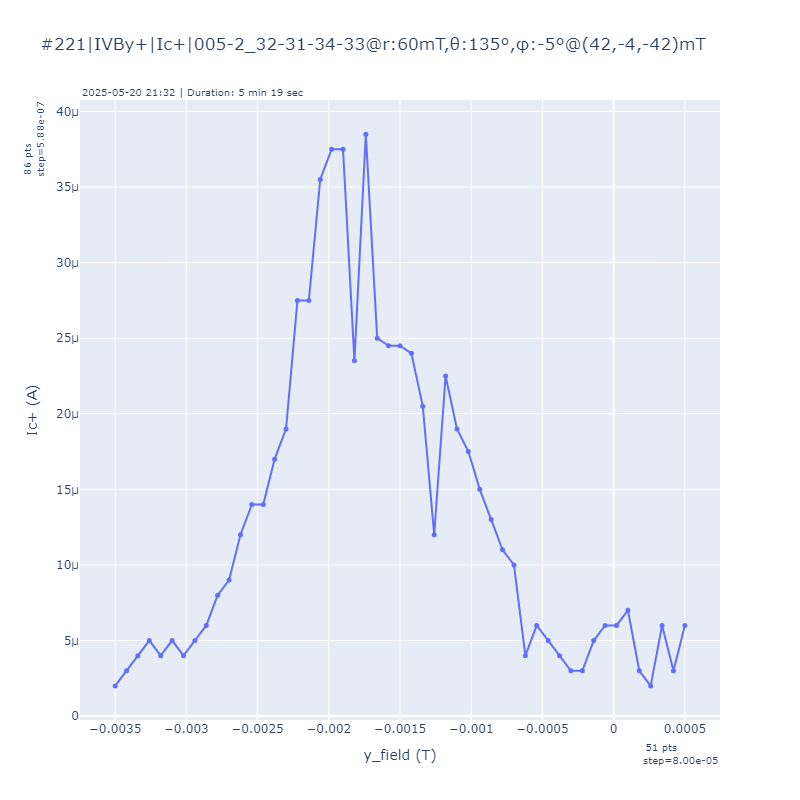 #221|IVBy+|Ic+|005-2_32-31-34-33@r:60mT,θ:135°,φ:-5°@(42,-4,-42)mT
2025-05-20 21:32 | Duration: 5 min 19 sec
86 pts
step=5.88e-07
40μ
35μ
30μ
25μ
20μ
15μ
10μ
5μ
0
Ic+ (A)
−0.0035
−0.003
−0.0025
−0.002
−0.0015
−0.001
−0.0005
0
0.0005
y_field (T)
51 pts
step=8.00e-05